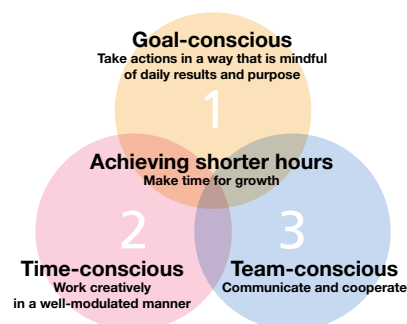 Goal-conscious
Take actions in a way that is mindful
of daily results and purpose
1
Achieving shorter hours
Make time for growth
2
3
Time-conscious
Work creatively
in a well-modulated manner
Team-conscious
Communicate and cooperate